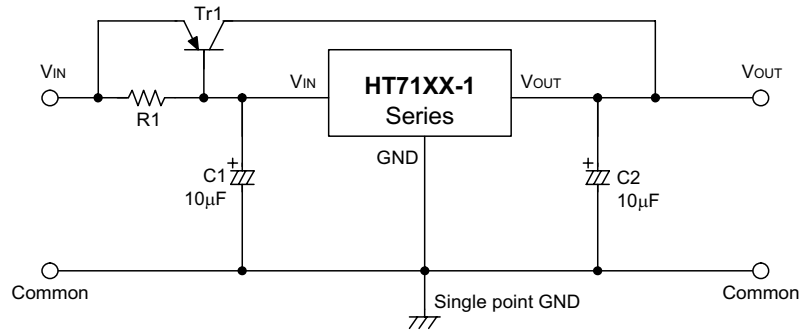 Tr1
VIN
R1
VIN
HT71XX-1
Series
VOUT
VOUT
GND
+
C1
10μF
+
C2
10μF
Common
Single point GND
Common